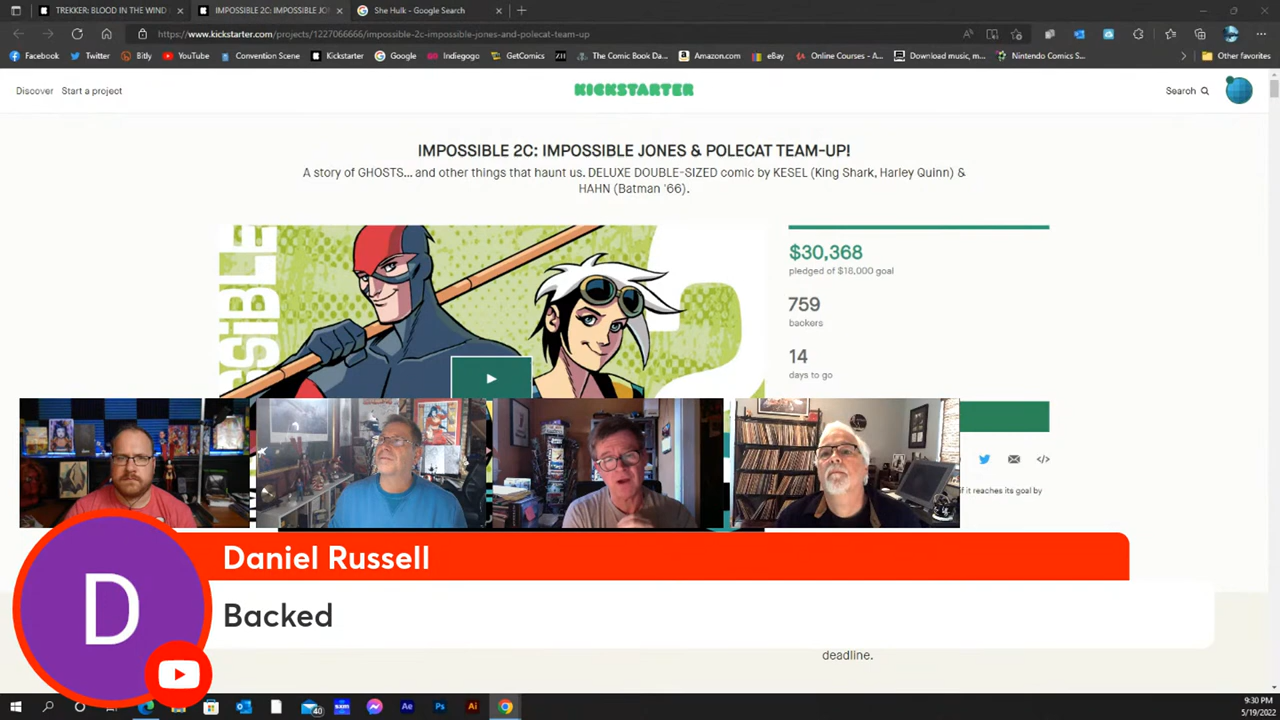 TREKKER: BLOOD IN THE WIND
IMPOSSIBLE 2C: IMPOSSIBLE JO
She Hulk - Google Search
https://www.kickstarter.com/projects/1227066666/impossible-2c-impossible-jones-and-polecat-team-up
Facebook
Twitter
Bitly
YouTube
Convention Scene
Kickstarter
Google
Indiegogo
GetComics
The Comic Book Da...
Amazon.com
eBay
Online Courses - A...
Download music, m...
Nintendo Comics S...
Other favorites
Discover
Start a project
KICKSTARTER
Search
IMPOSSIBLE 2C: IMPOSSIBLE JONES & POLECAT TEAM-UP!
A story of GHOSTS... and other things that haunt us. DELUXE DOUBLE-SIZED comic by KESEL (King Shark, Harley Quinn) &
HAHN (Batman '66).
$30,368
pledged of $18,000 goal
759
backers
14
days to go
if it reaches its goal by
Daniel Russell
D
Backed
deadline.
40
Ae
Ps
Ai
9:30 PM
5/19/2022